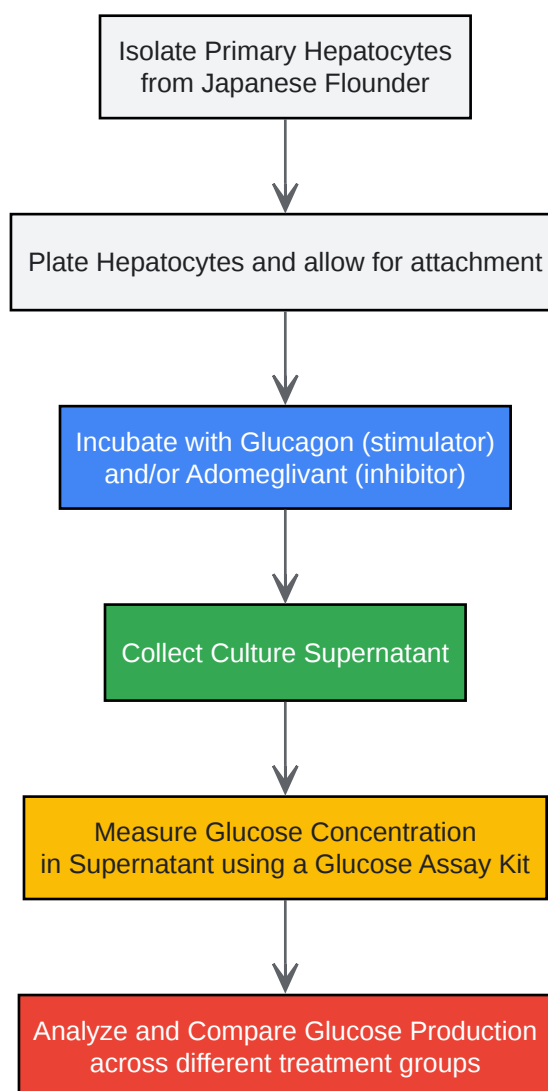 Isolate Primary Hepatocytes
from Japanese Flounder
Plate Hepatocytes and allow for attachment
Incubate with Glucagon (stimulator)
and/or Adomeglivant (inhibitor)
Collect Culture Supernatant
Measure Glucose Concentration
in Supernatant using a Glucose Assay Kit
Analyze and Compare Glucose Production
across different treatment groups